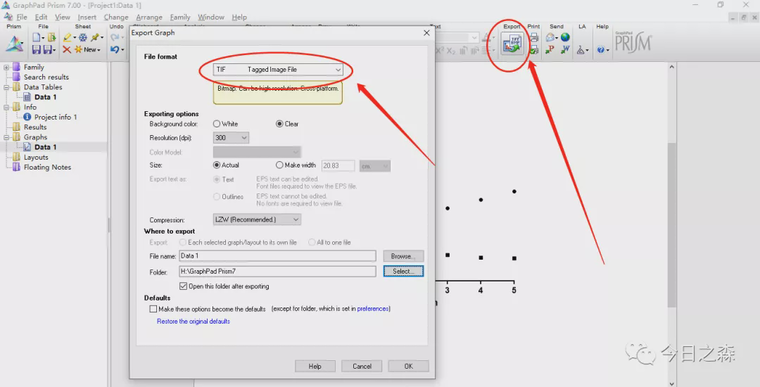 GraphPad Prism 7.00 - [Project1:Data 1]
File Edit View Insert Change Arrange Family Window Help
Prism File
Text Export Print Send LA Help
New
GraphPad
PRISM
Family
Search results
Data Tables
Data 1
Info
Project info 1
Results
Graphs
Data 1
Layouts
Floating Notes
Export Graph
File format
TIF Tagged Image File
Bitmap. Can be high resolution. Cross-platform.
Exporting options
Background color: White Clear
Resolution (dpi): 300
Color Model:
Size: Actual Make width 20.83 cm
Export text as: Text EPS text can be edited.
Font files required to view the EPS file.
Outlines EPS text cannot be edited.
No fonts are required to view file.
Compression: LZW (Recommended.)
Where to export
Export: Each selected graph/layout to its own file All to one file
File name: Data 1 Browse...
Folder: H:\GraphPad Prism7 Select...
Open this folder after exporting
Defaults
Make these options become the defaults (except for folder, which is set in preferences)
Restore the original defaults
Help Cancel OK
3 4 5
今日之森